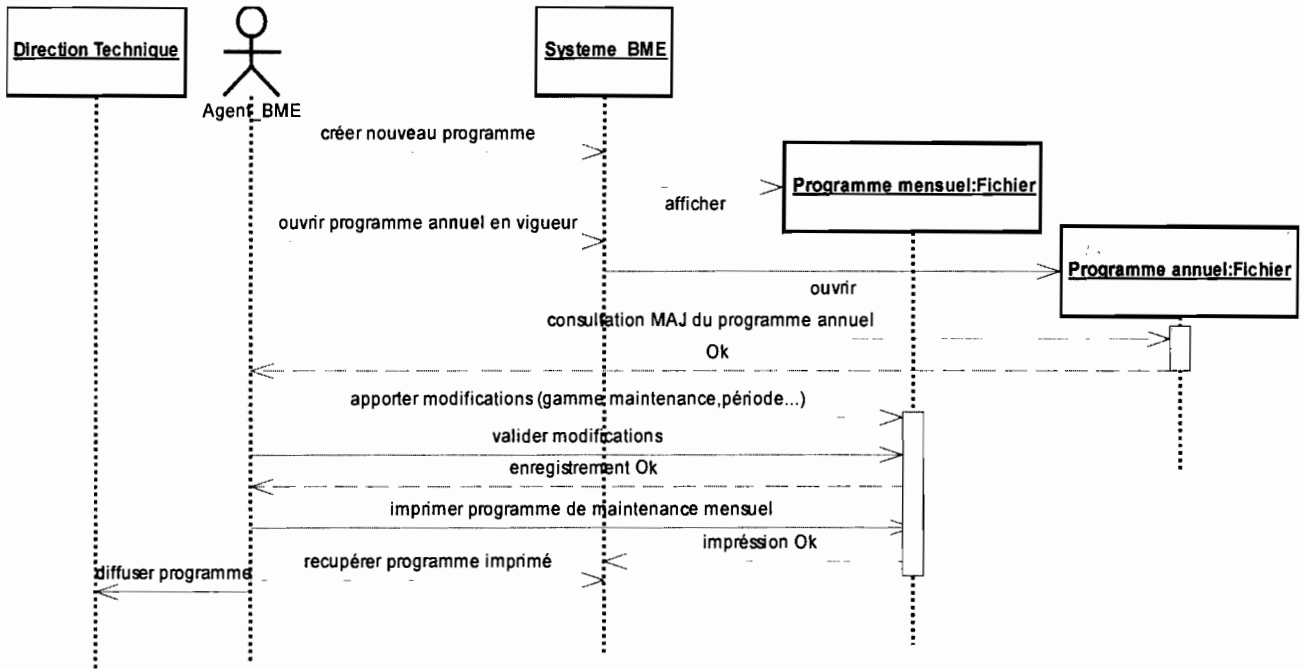 Direction Technique
Agent_BME
Systeme BME
créer nouveau programme
Programme mensuel:Fichier
afficher
ouvrir programme annuel en vigueur
Programme annuel:Fichier
ouvrir
consultation MAJ du programme annuel
Ok
apporter modifications (gamme maintenance,période...)
valider modifications
enregistrement Ok
imprimer programme de maintenance mensuel
impréssion Ok
recupérer programme imprimé
diffuser programme